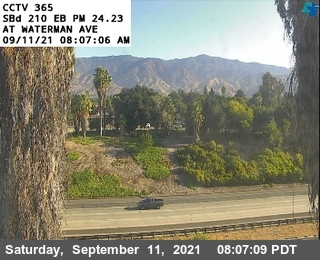 CCTV 365
SBd 210 EB PM 24.23
AT WATERMAN AVE
09/11/21 08:07:06 AM
Saturday, September 11, 2021 08:07:09 PDT